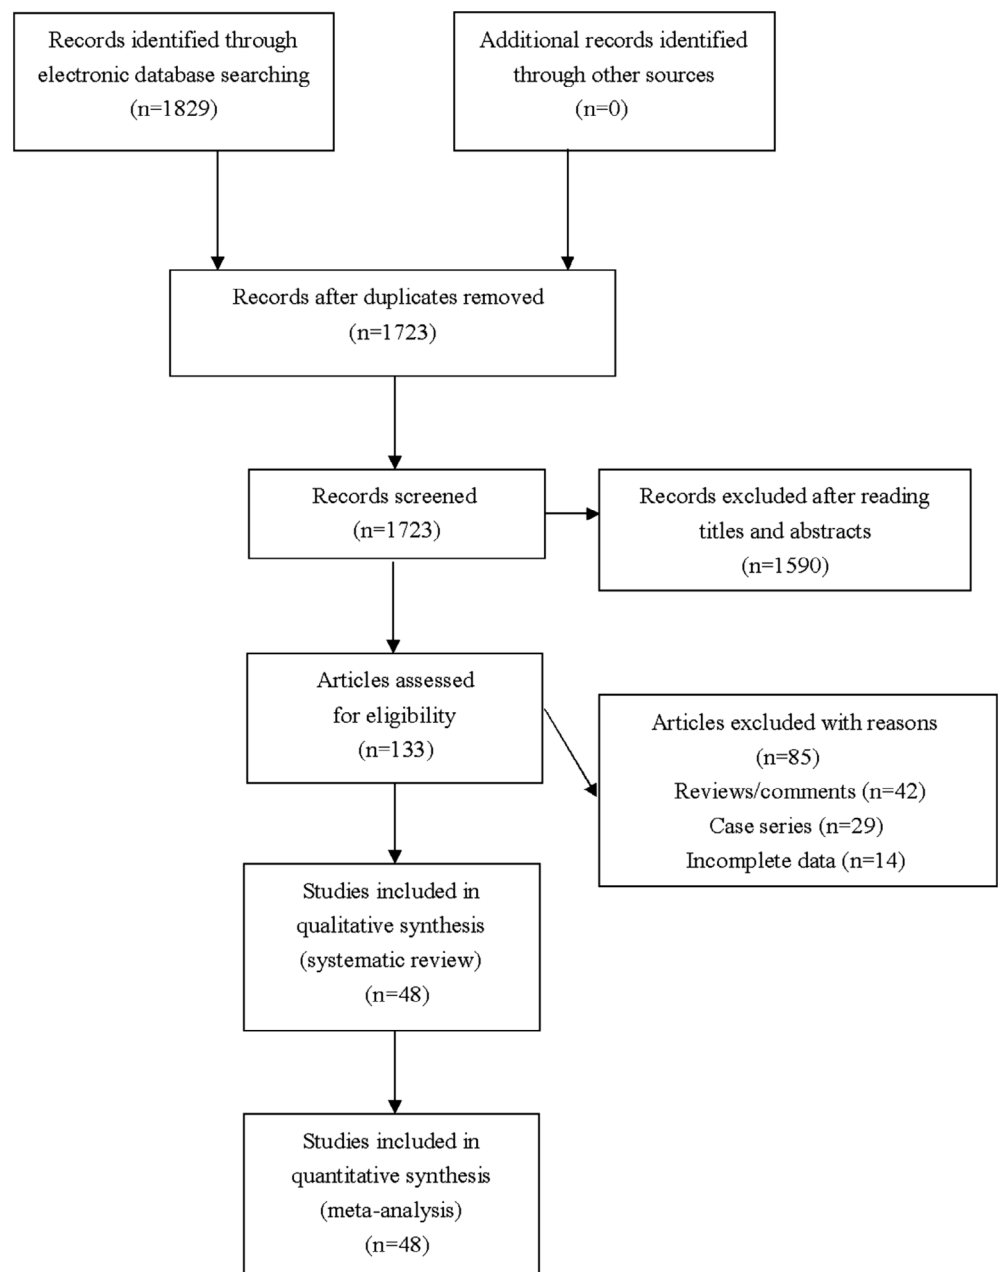 Records identified through
electronic database searching
(n=1829)
Additional records identified
through other sources
(n=0)
Records after duplicates removed
(n=1723)
Records screened
(n=1723)
Records excluded after reading
titles and abstracts
(n=1590)
Articles assessed
for eligibility
(n=133)
Articles excluded with reasons
(n=85)
Reviews/comments (n=42)
Case series (n=29)
Incomplete data (n=14)
Studies included in
qualitative synthesis
(systematic review)
(n=48)
Studies included in
quantitative synthesis
(meta-analysis)
(n=48)